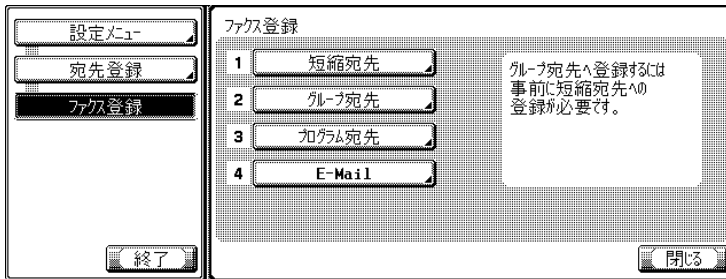 設定メニュー
宛先登録
ファクス登録
終了
ファクス登録
1 短縮宛先
2 グループ宛先
3 プログラム宛先
4 E-Mail
グループ宛先へ登録するには
事前に短縮宛先への
登録が必要です。
閉じる